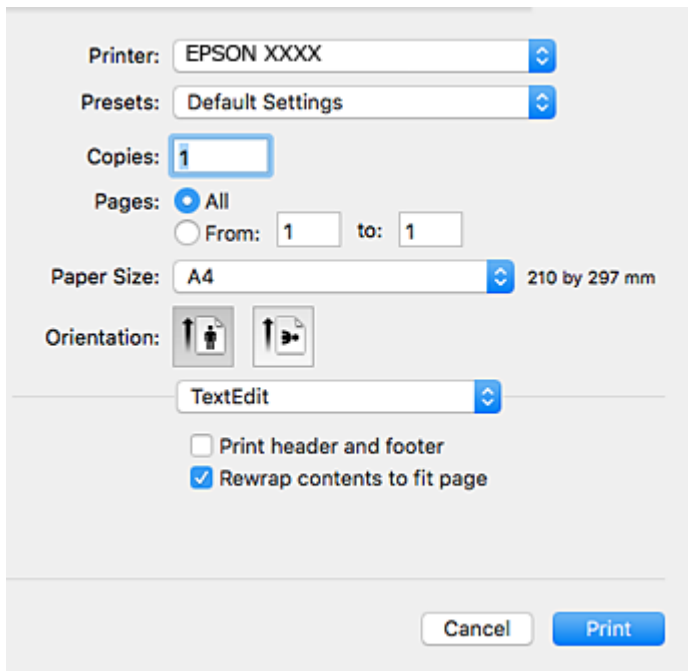 Printer: EPSON XXXX
Presets: Default Settings
Copies: 1
Pages: All
From: 1 to: 1
Paper Size: A4 210 by 297 mm
Orientation:
TextEdit
Print header and footer
Rewrap contents to fit page
Cancel Print